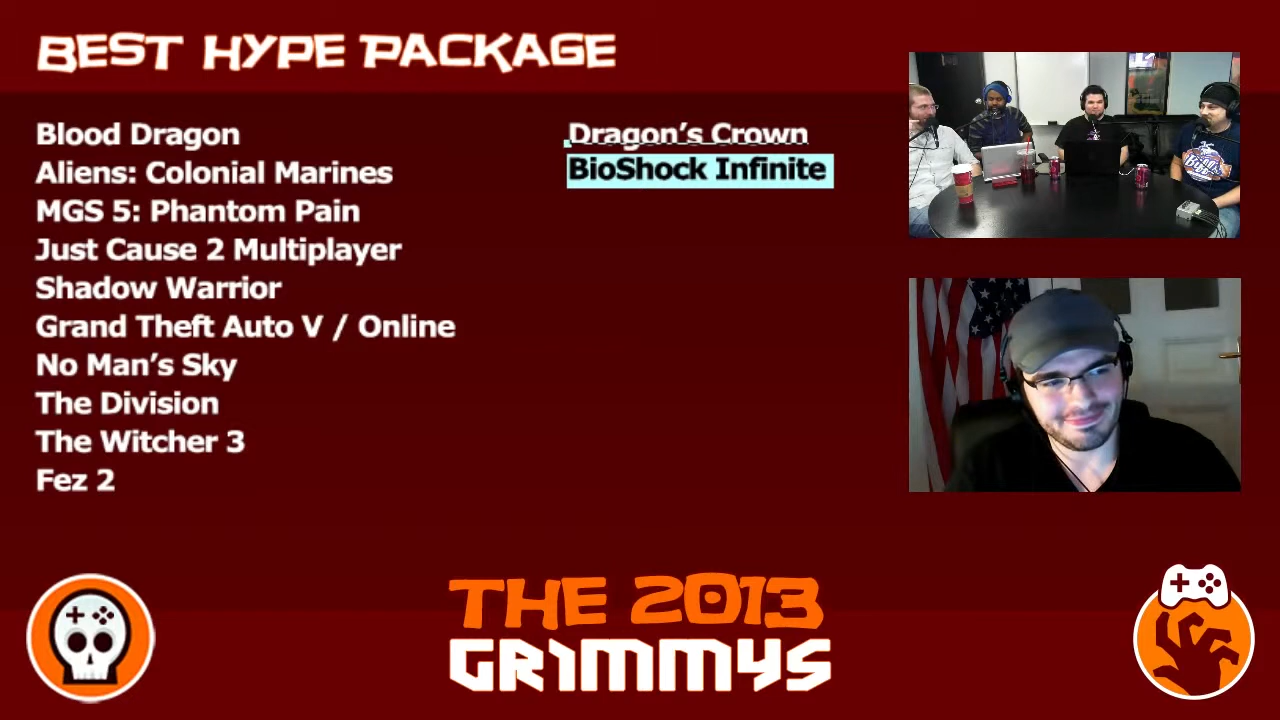 BEST HYPE PACKAGE
Blood Dragon
Aliens: Colonial Marines
MGS 5: Phantom Pain
Just Cause 2 Multiplayer
Shadow Warrior
Grand Theft Auto V / Online
No Man's Sky
The Division
The Witcher 3
Fez 2
Dragon's Crown
BioShock Infinite
THE 2013
GR1MM4S